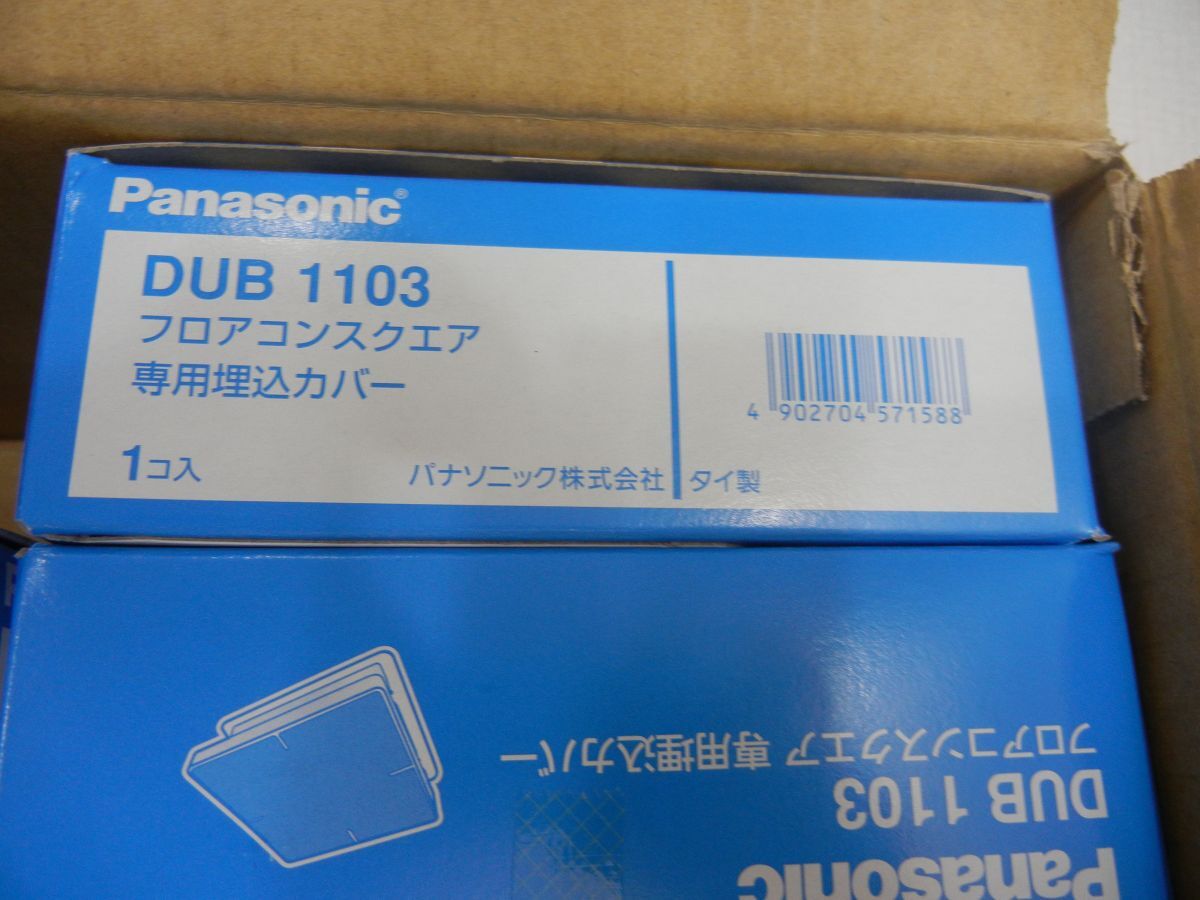 Panasonic®
DUB 1103
フロアコンスクエア
専用埋込カバー
1コ入
パナソニック株式会社
タイ製
4 902704 571588
フロアコンスクエア 専用埋込カバー
DUB 1103
Panasonic